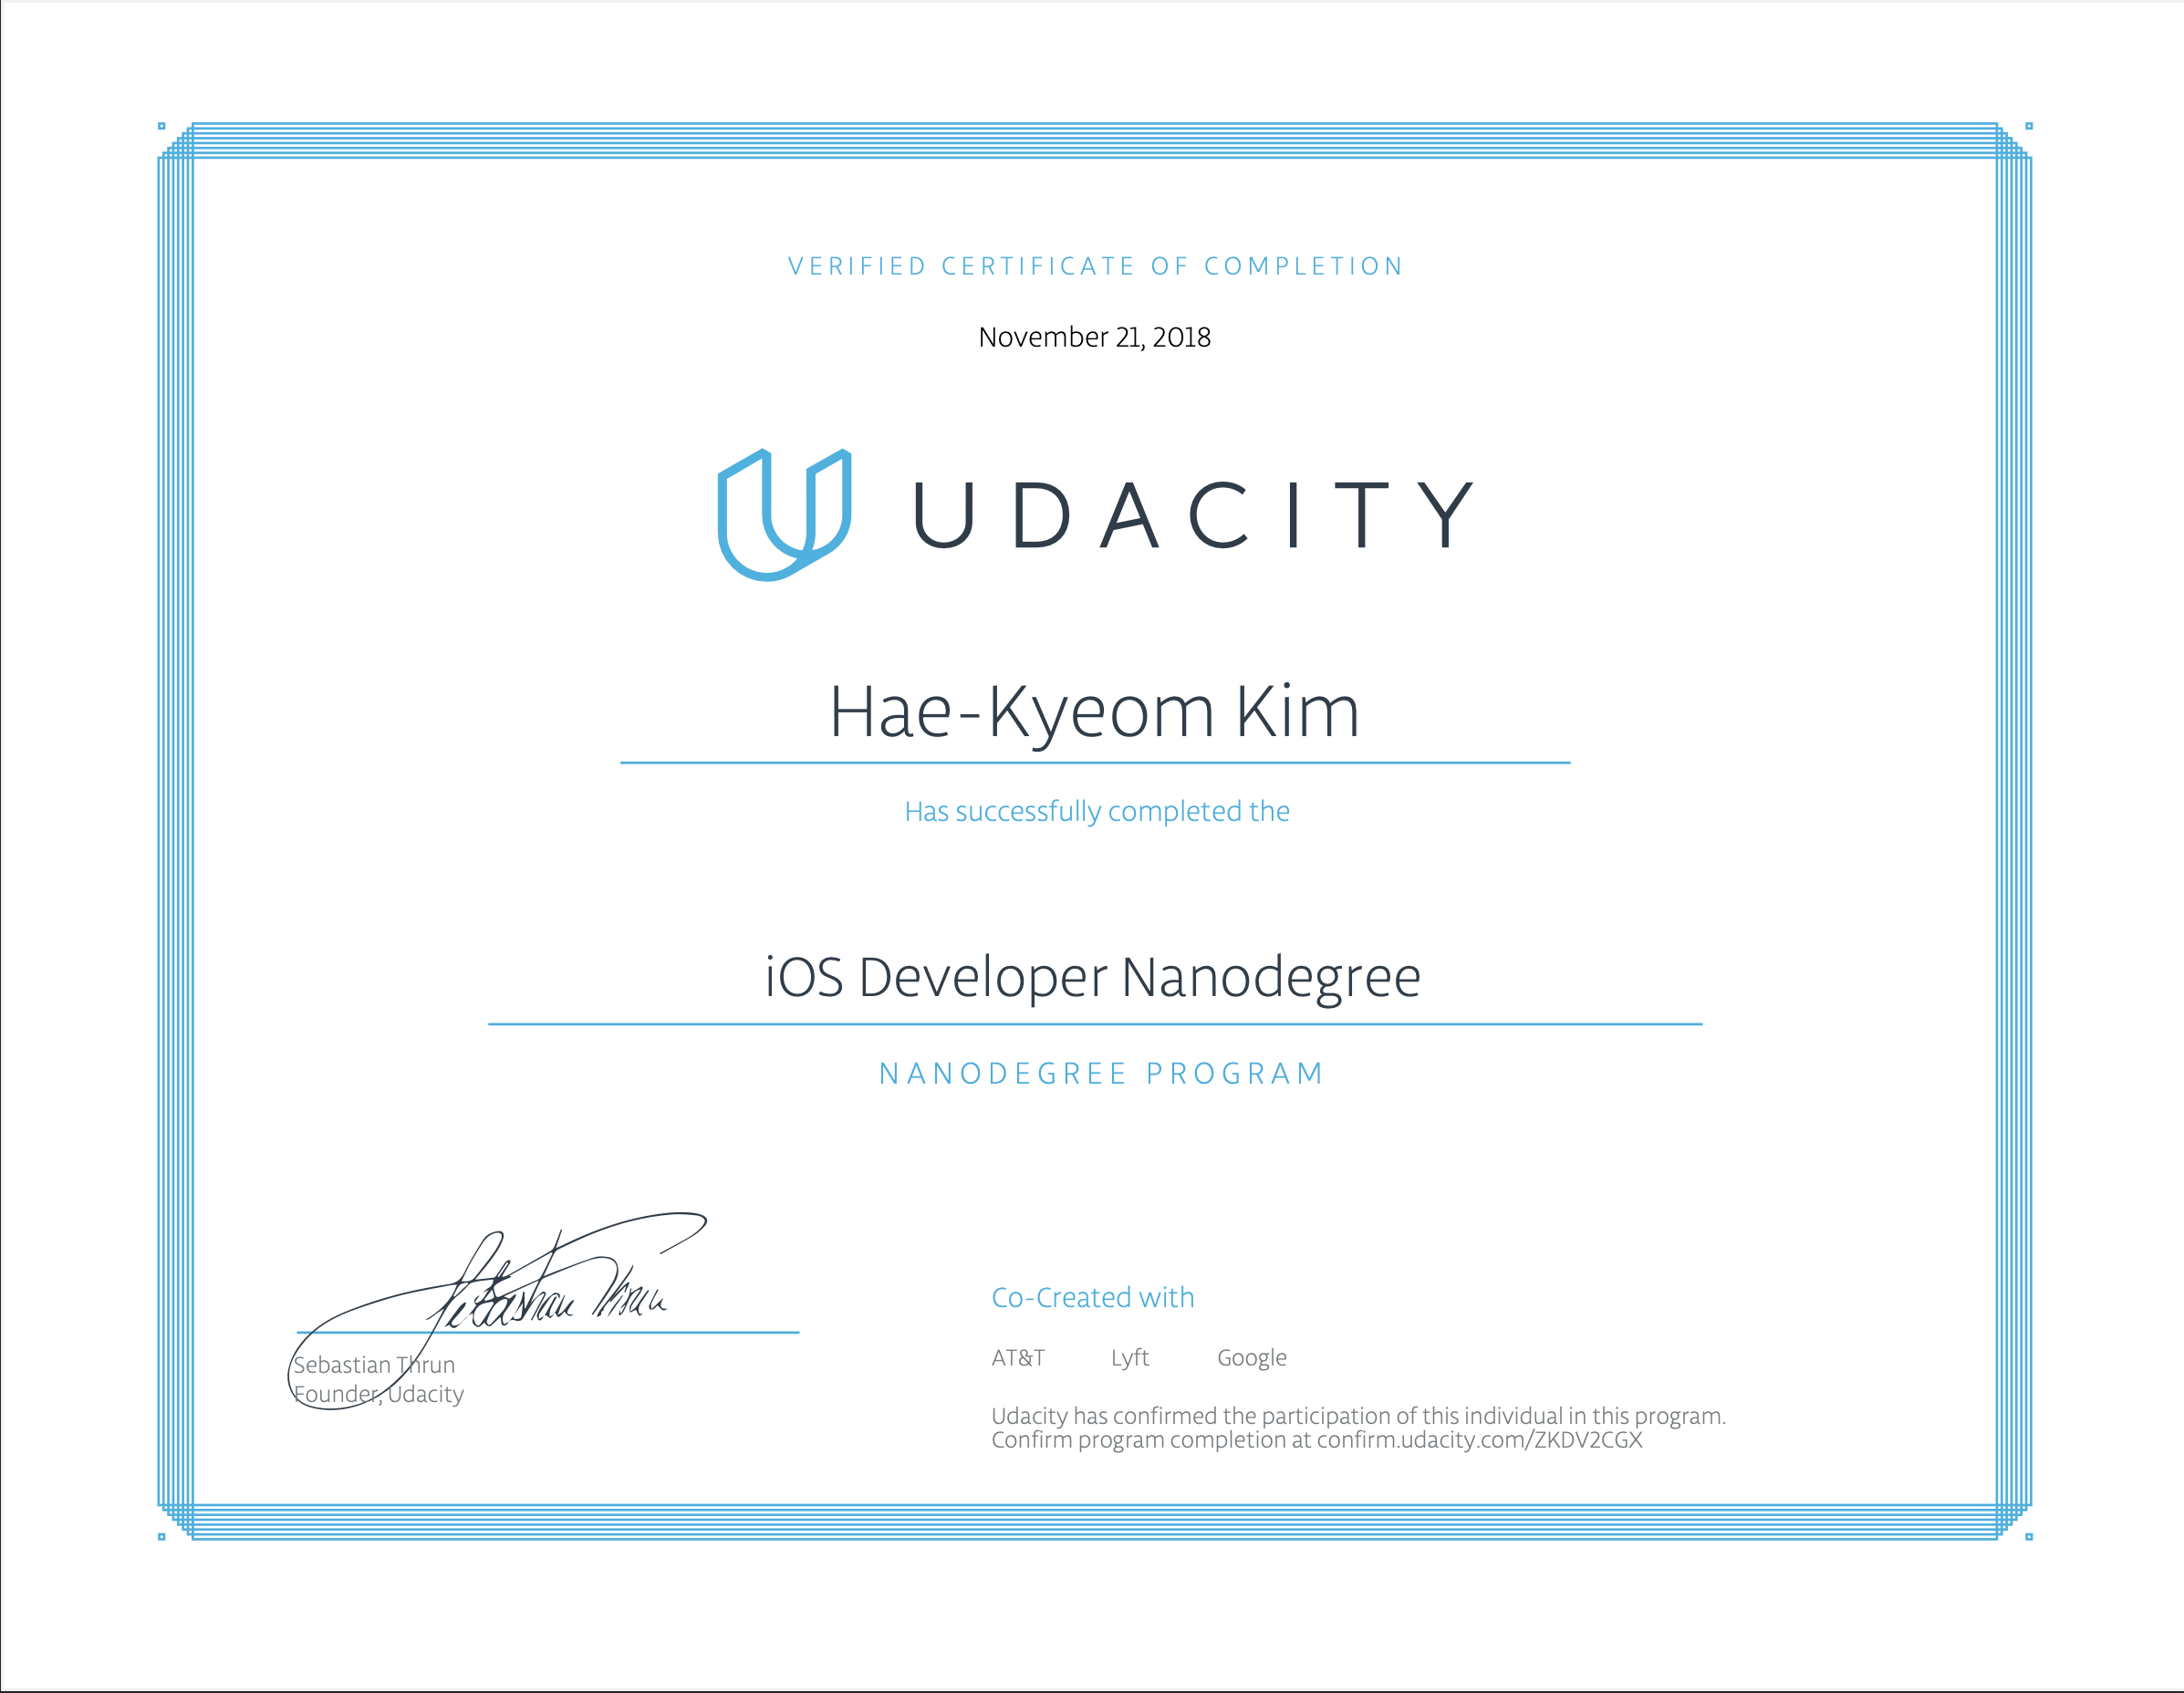 VERIFIED CERTIFICATE OF COMPLETION
November 21, 2018
UDACITY
Hae-Kyeom Kim
Has successfully completed the
iOS Developer Nanodegree
NANODEGREE PROGRAM
Sebastian Thrun
Sebastian Thrun
Founder, Udacity
Co-Created with
AT&T Lyft Google
Udacity has confirmed the participation of this individual in this program.
Confirm program completion at confirm.udacity.com/ZKDV2CGX